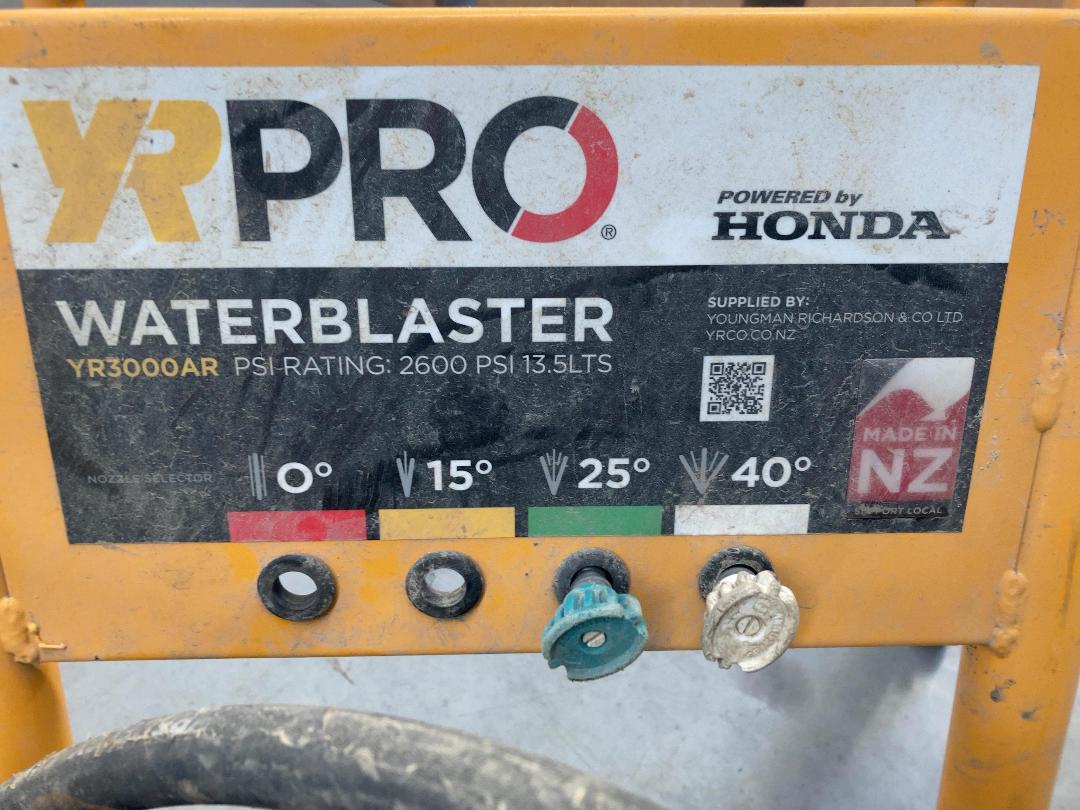 YRPRO®
POWERED by
HONDA
WATERBLASTER
YR3000AR PSI RATING: 2600 PSI 13.5LTS
SUPPLIED BY:
YOUNGMAN RICHARDSON & CO LTD
YRCO.CO.NZ
MADE IN
NZ
SUPPORT LOCAL
NOZZLE SELECTOR
0° 15° 25° 40°